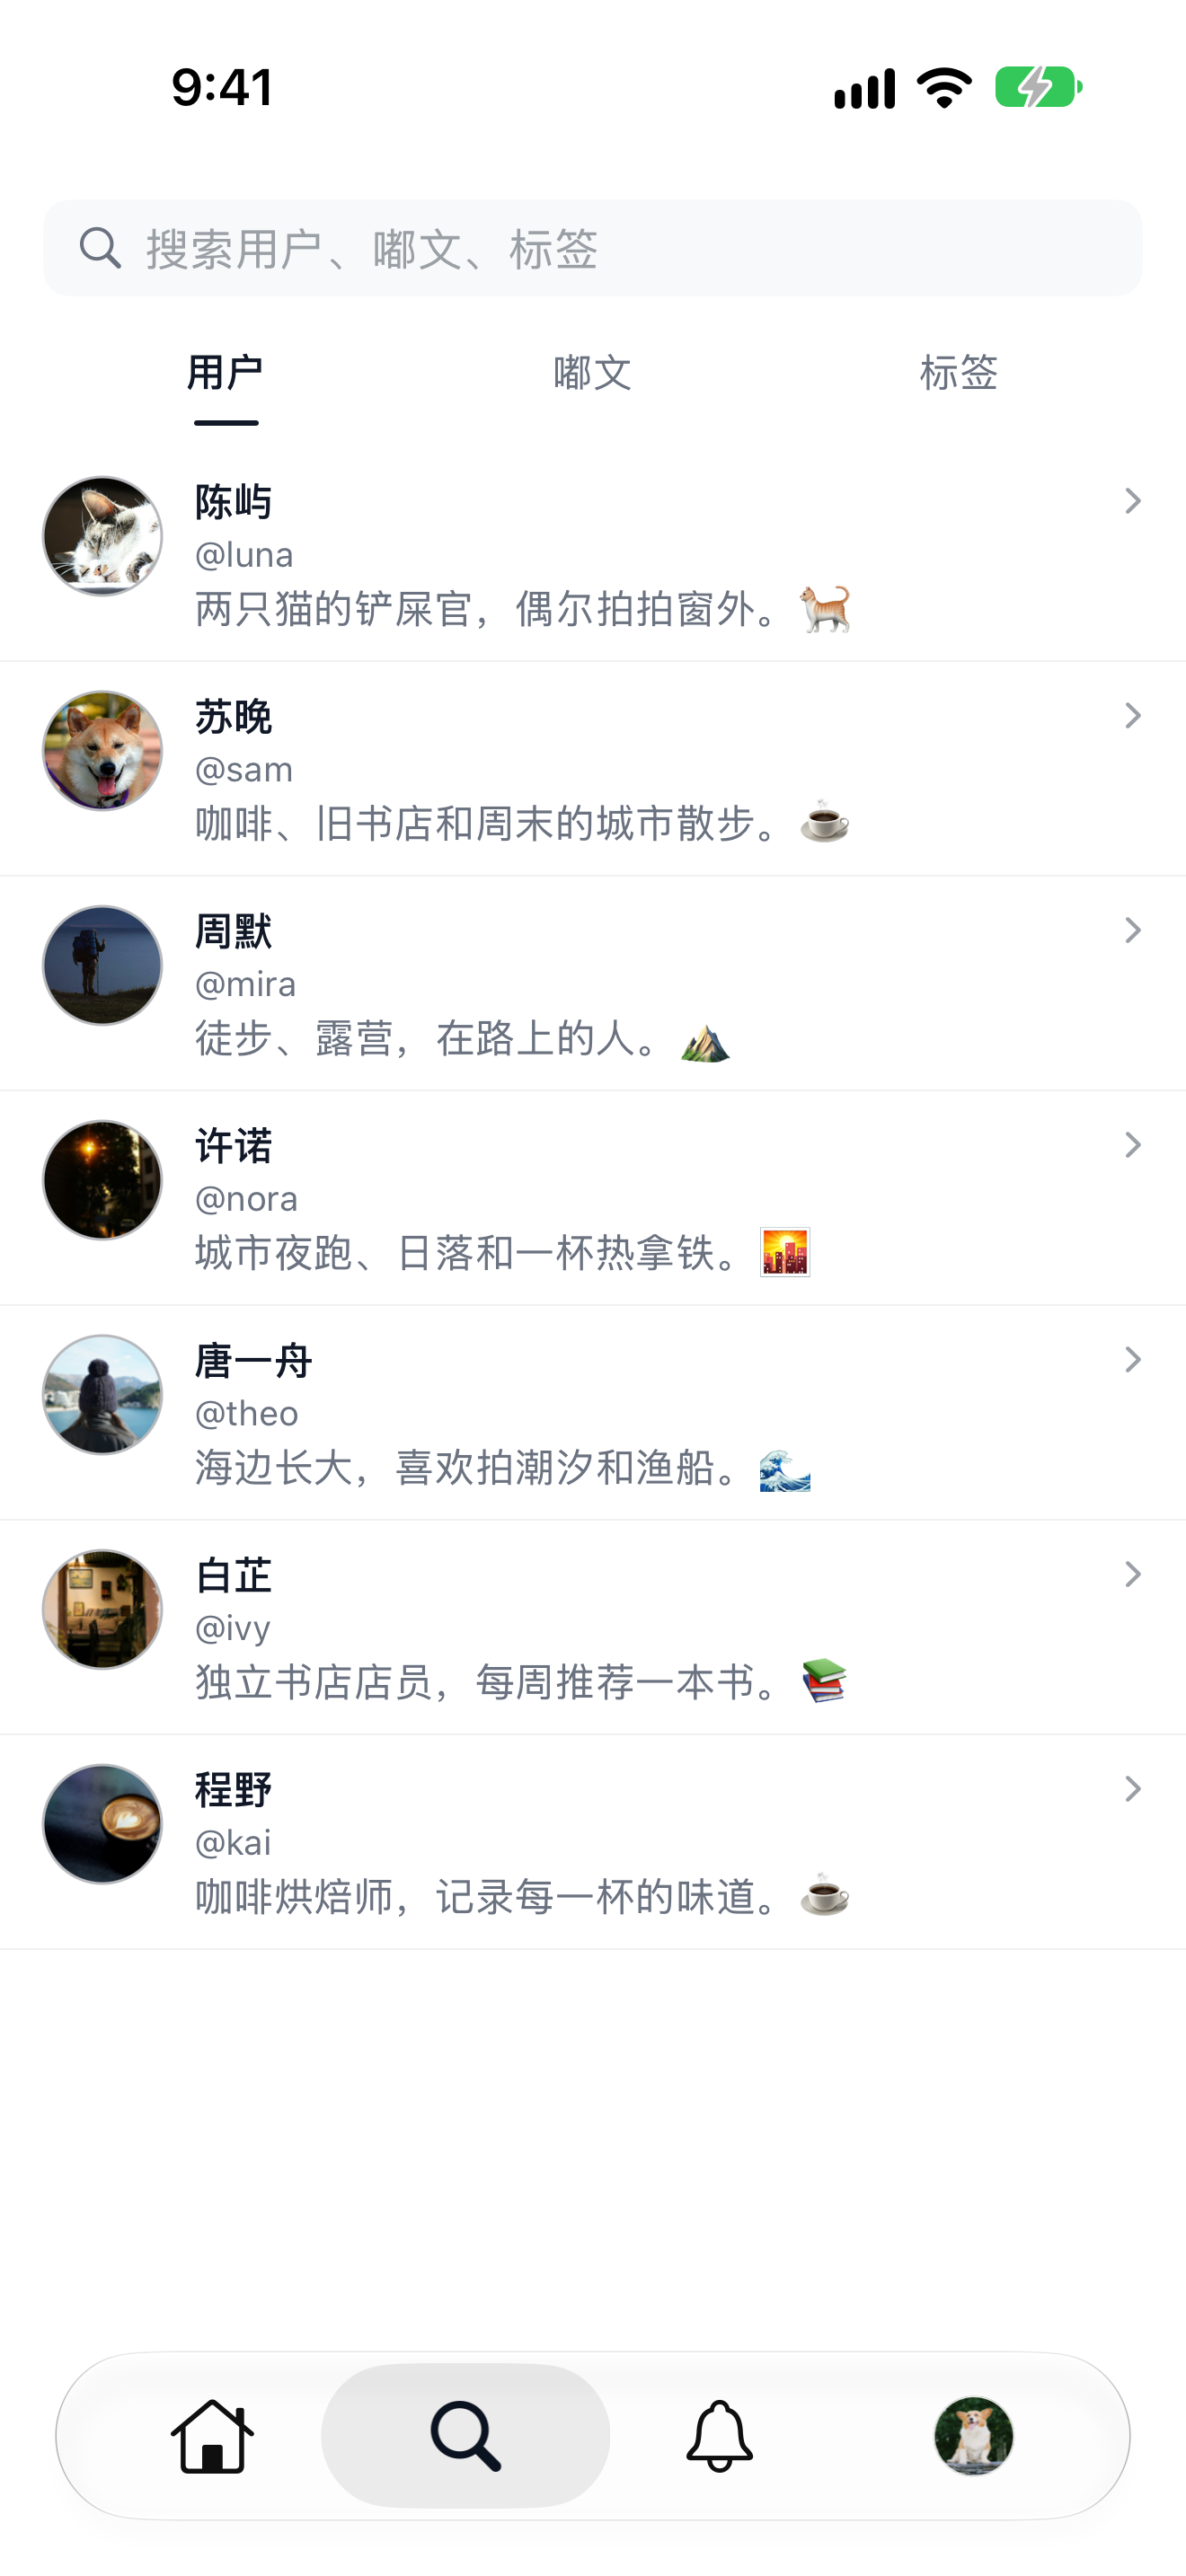 9:41
搜索用户、嘟文、标签
用户 嘟文 标签
陈屿
@luna
两只猫的铲屎官，偶尔拍拍窗外。🐈
苏晚
@sam
咖啡、旧书店和周末的城市散步。☕
周默
@mira
徒步、露营，在路上的人。⛰️
许诺
@nora
城市夜跑、日落和一杯热拿铁。🌇
唐一舟
@theo
海边长大，喜欢拍潮汐和渔船。🌊
白芷
@ivy
独立书店店员，每周推荐一本书。📚
程野
@kai
咖啡烘焙师，记录每一杯的味道。☕